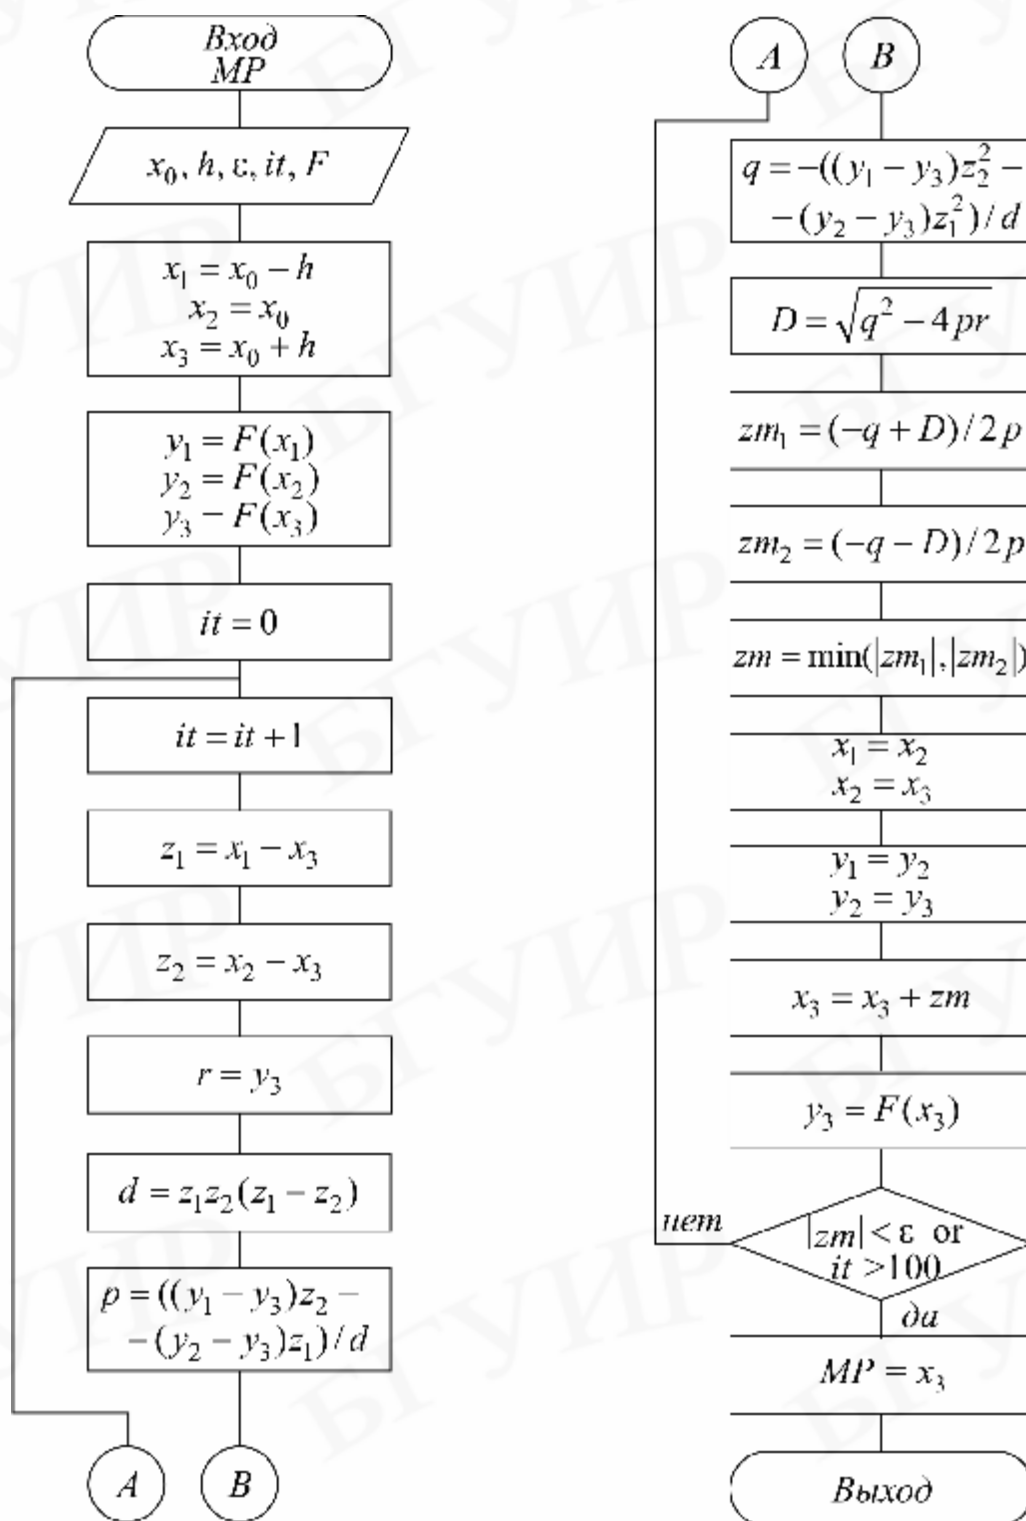 Вход
МР
x₀, h, ε, it, F
x₁ = x₀ − h
x₂ = x₀
x₃ = x₀ + h
y₁ = F(x₁)
y₂ = F(x₂)
y₃ − F(x₃)
it = 0
it = it + 1
z₁ = x₁ − x₃
z₂ = x₂ − x₃
r = y₃
d = z₁z₂(z₁ − z₂)
p = ((y₁ − y₃)z₂ −
− (y₂ − y₃)z₁) / d
A
B
A
B
q = −((y₁ − y₃)z₂² −
− (y₂ − y₃)z₁²) / d
D = √(q² − 4pr)
zm₁ = (−q + D) / 2p
zm₂ = (−q − D) / 2p
zm = min(|zm₁|,|zm₂|)
x₁ = x₂
x₂ = x₃
y₁ = y₂
y₂ = y₃
x₃ = x₃ + zm
y₃ = F(x₃)
нет
|zm| < ε or
it >100
да
МР = x₃
Выход
БГУИР